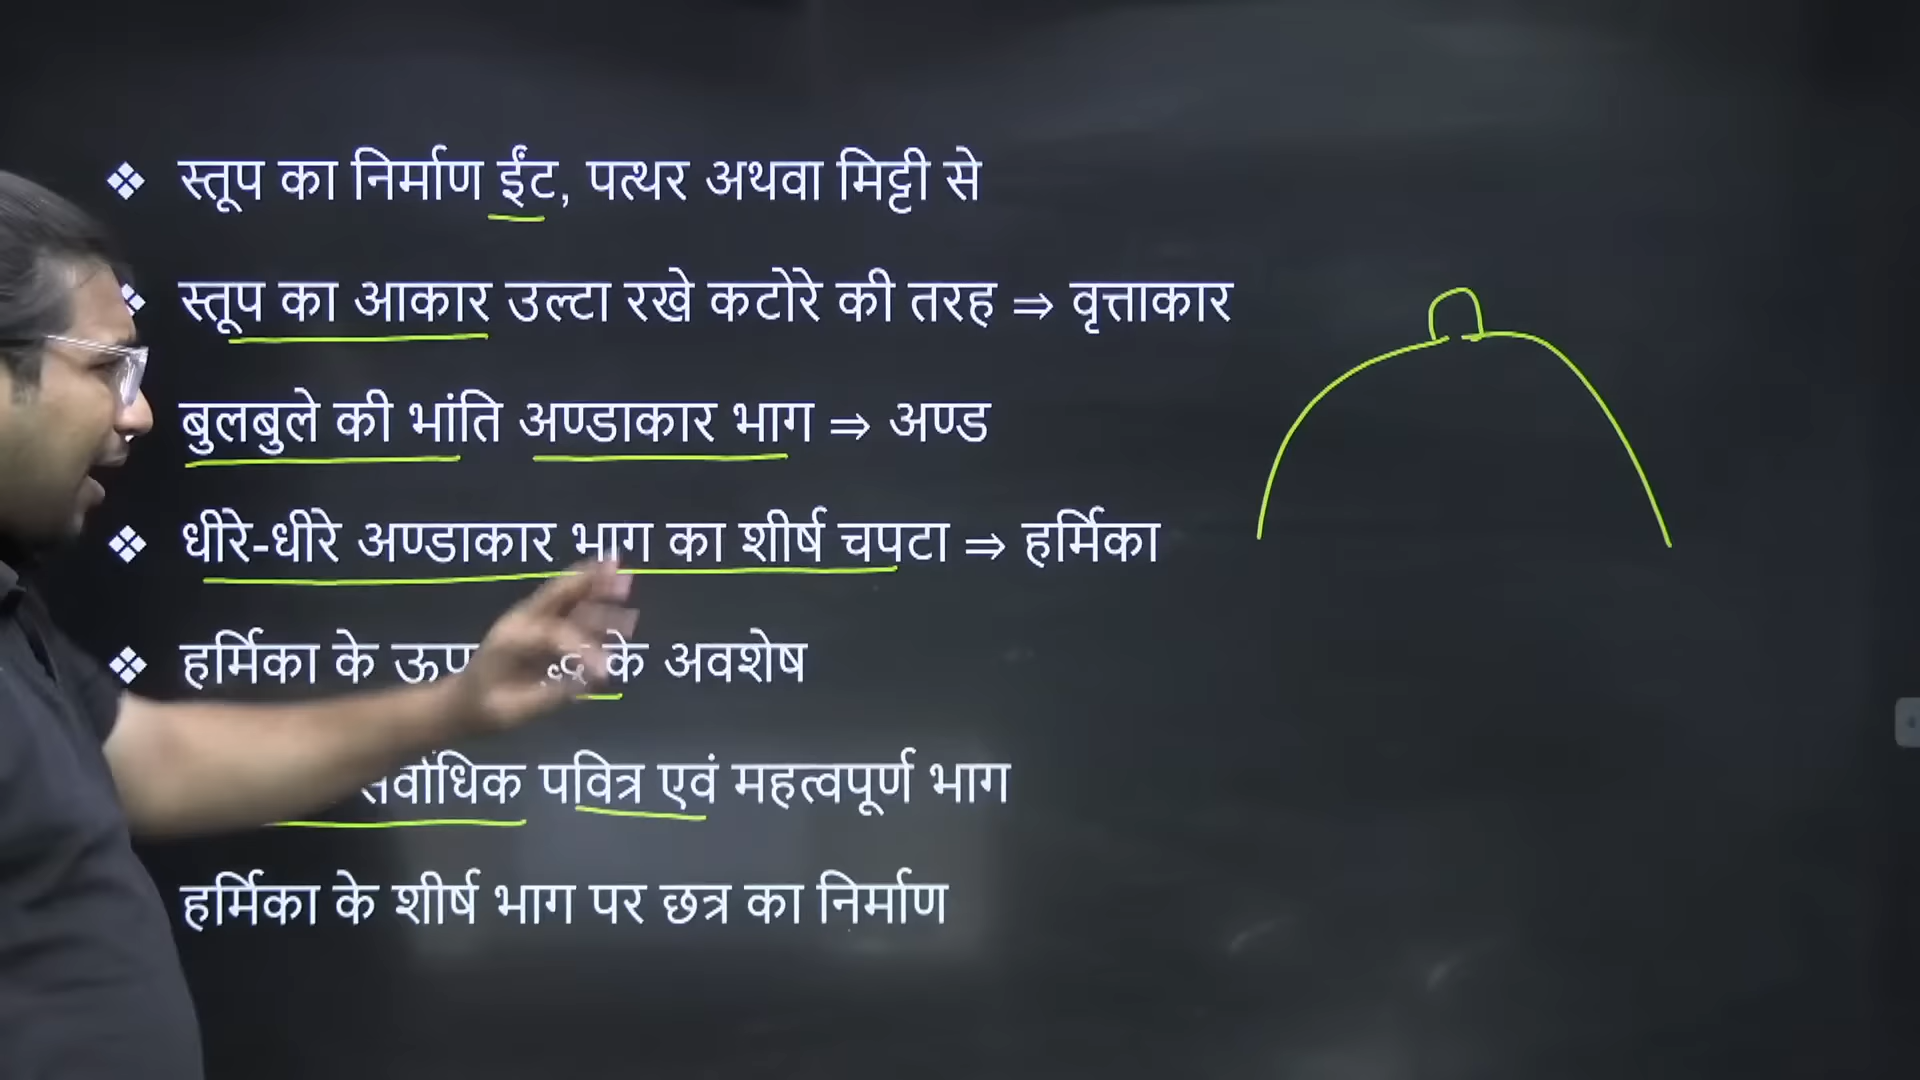 ❖ स्तूप का निर्माण ईंट, पत्थर अथवा मिट्टी से
स्तूप का आकार उल्टा रखे कटोरे की तरह ⇒ वृत्ताकार
बुलबुले की भांति अण्डाकार भाग ⇒ अण्ड
❖ धीरे-धीरे अण्डाकार भाग का शीर्ष चपटा ⇒ हर्मिका
❖ हर्मिका के के अवशेष
सर्वाधिक पवित्र एवं महत्वपूर्ण भाग
हर्मिका के शीर्ष भाग पर छत्र का निर्माण